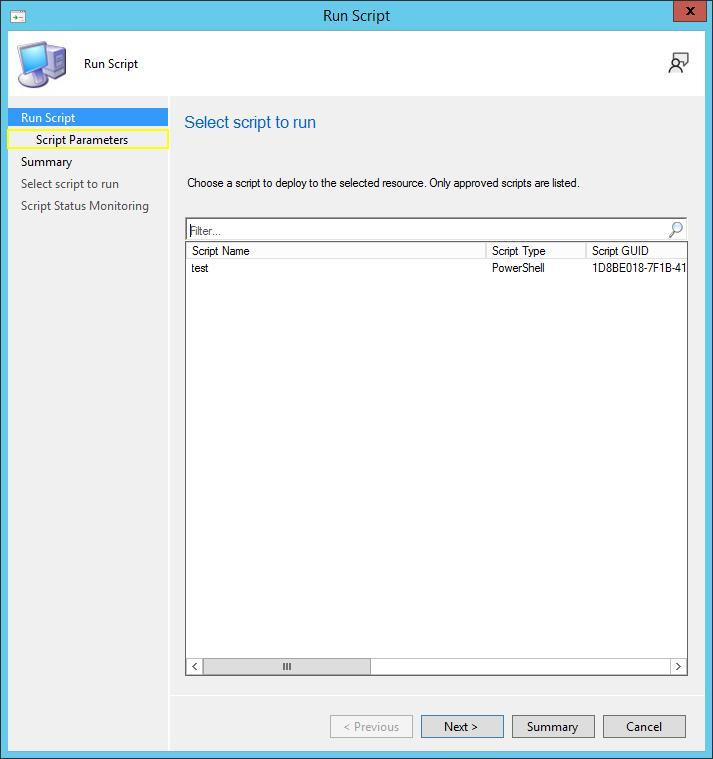 Run Script
x
Run Script
Run Script
Script Parameters
Summary
Select script to run
Script Status Monitoring
Select script to run
Choose a script to deploy to the selected resource. Only approved scripts are listed.
Filter...
Script Name Script Type Script GUID
test PowerShell 1D8BE018-7F1B-41
< Previous Next > Summary Cancel